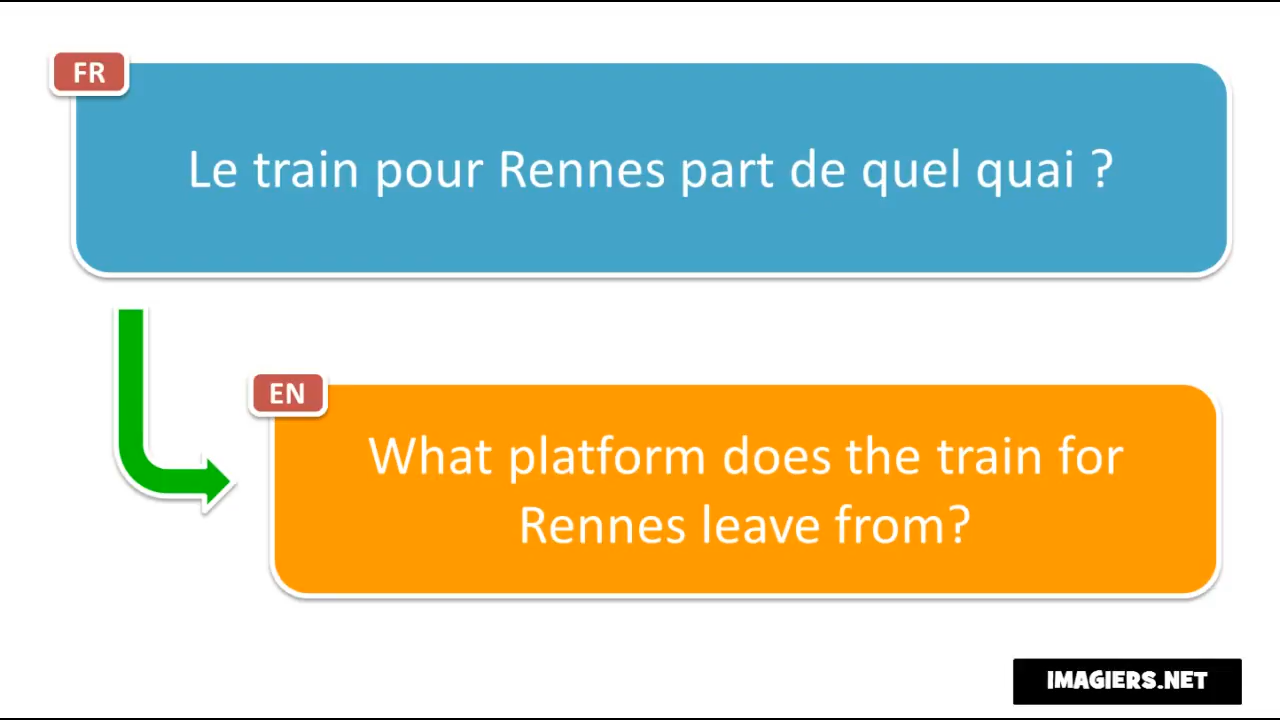 FR
Le train pour Rennes part de quel quai ?
EN
What platform does the train for
Rennes leave from?
IMAGIERS.NET